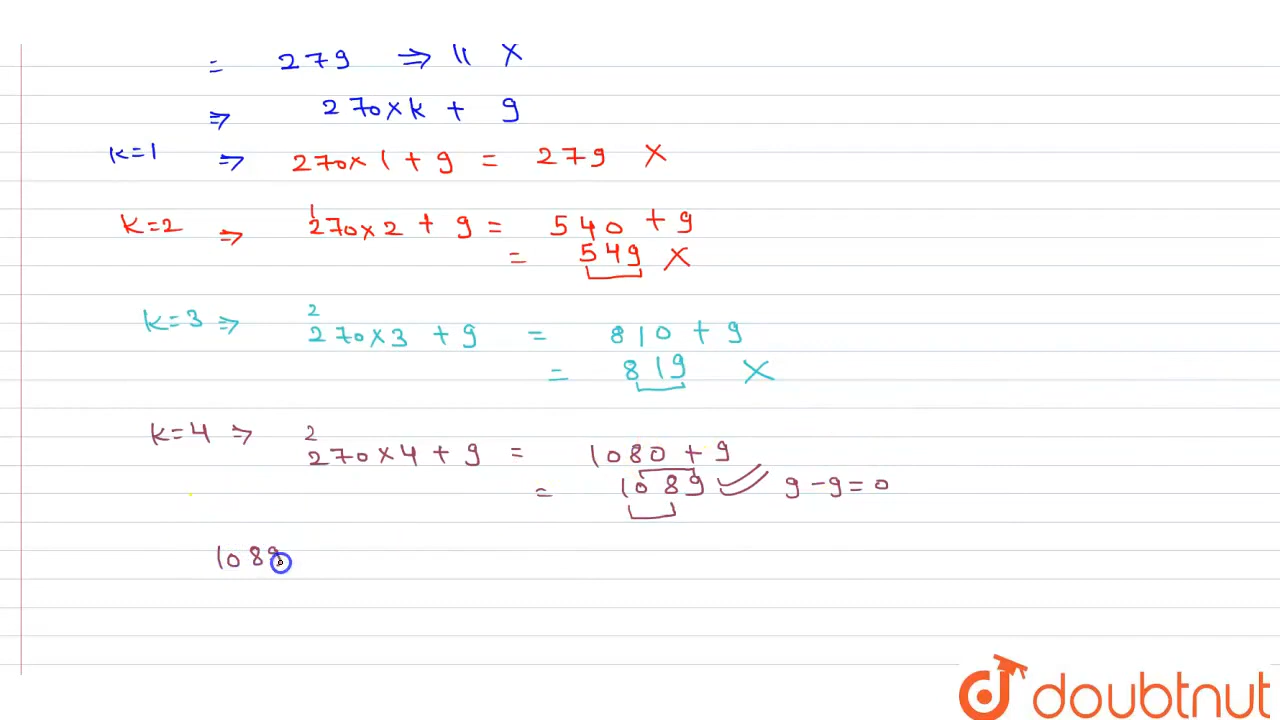 = 279 ⇒ 11 X
⇒ 270×k + 9
k=1 ⇒ 270×1 + 9 = 279 X
1
k=2 ⇒ 270×2 + 9 = 540 + 9
= 549 X
2
k=3 ⇒ 270×3 + 9 = 810 + 9
= 819 X
2
k=4 ⇒ 270×4 + 9 = 1080 + 9
= 1089 ✓ 9-9=0
1089
doubtnut